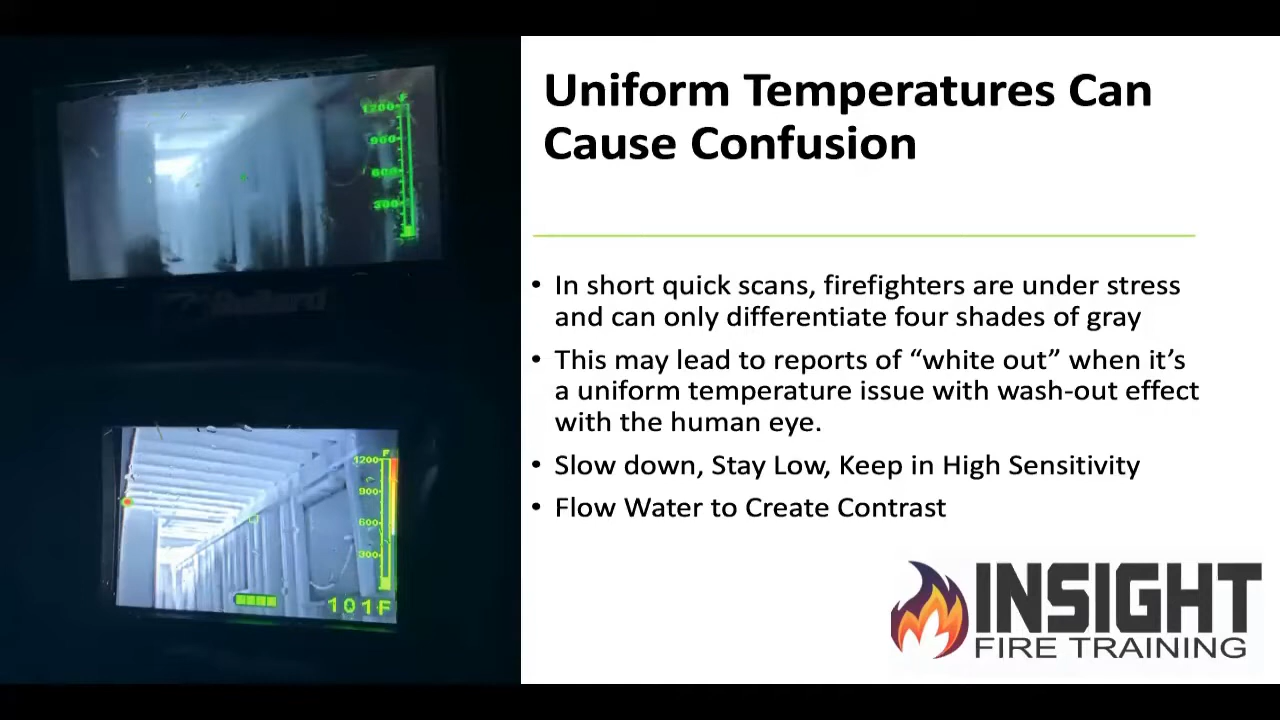 Uniform Temperatures Can
Cause Confusion
• In short quick scans, firefighters are under stress
and can only differentiate four shades of gray
• This may lead to reports of “white out” when it’s
a uniform temperature issue with wash-out effect
with the human eye.
• Slow down, Stay Low, Keep in High Sensitivity
• Flow Water to Create Contrast
INSIGHT
FIRE TRAINING
F
1200
900
600
300
Bullard
F
1200
900
600
300
101F